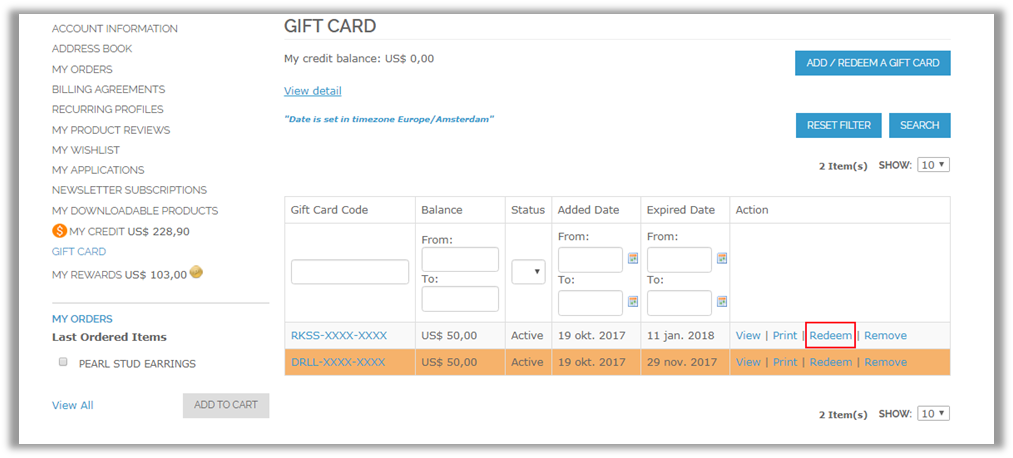 ACCOUNT INFORMATION
ADDRESS BOOK
MY ORDERS
BILLING AGREEMENTS
RECURRING PROFILES
MY PRODUCT REVIEWS
MY WISHLIST
MY APPLICATIONS
NEWSLETTER SUBSCRIPTIONS
MY DOWNLOADABLE PRODUCTS
$ MY CREDIT US$ 228,90
GIFT CARD
MY REWARDS US$ 103,00
MY ORDERS
Last Ordered Items
PEARL STUD EARRINGS
View All ADD TO CART
GIFT CARD
My credit balance: US$ 0,00 ADD / REDEEM A GIFT CARD
View detail
"Date is set in timezone Europe/Amsterdam"
RESET FILTER SEARCH
2 Item(s) SHOW: 10
Gift Card Code Balance Status Added Date Expired Date Action
From: From: From:
To: To: To:
RKSS-XXXX-XXXX US$ 50,00 Active 19 okt. 2017 11 jan. 2018 View | Print | Redeem | Remove
DRLL-XXXX-XXXX US$ 50,00 Active 19 okt. 2017 29 nov. 2017 View | Print | Redeem | Remove
2 Item(s) SHOW: 10